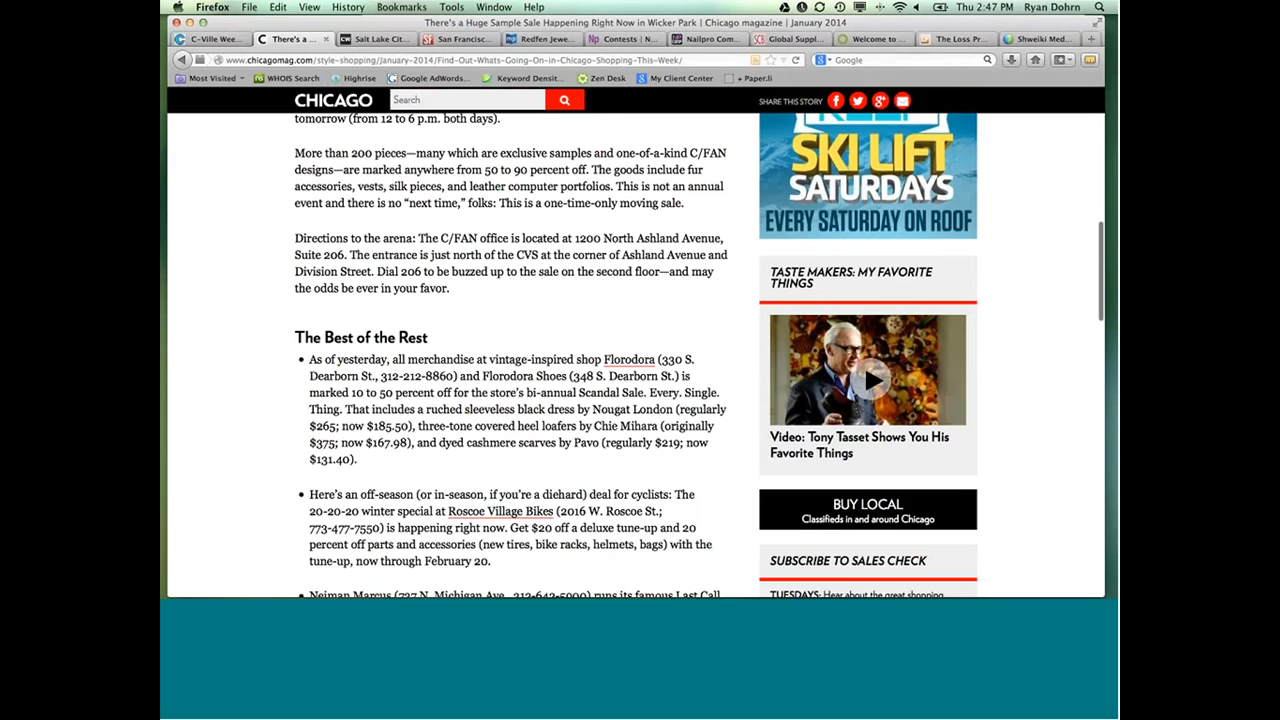 Firefox File Edit View History Bookmarks Tools Window Help Thu 2:47 PM Ryan Dohrn
There's a Huge Sample Sale Happening Right Now in Wicker Park | Chicago magazine | January 2014
C-Ville Wee... There's a ... Salt Lake Cit... San Francisc... Redfen Jewe... Contests | N... Nailpro Com... Global Suppl... Welcome to ... The Loss Pr... Shweiki Med...
www.chicagomag.com/style-shopping/January-2014/Find-Out-Whats-Going-On-in-Chicago-Shopping-This-Week/ Google
Most Visited WHOIS Search Highrise Google AdWords... Keyword Densit... Zen Desk My Client Center + Paper.li
CHICAGO Search SHARE THIS STORY
tomorrow (from 12 to 6 p.m. both days).
More than 200 pieces—many which are exclusive samples and one-of-a-kind C/FAN
designs—are marked anywhere from 50 to 90 percent off. The goods include fur
accessories, vests, silk pieces, and leather computer portfolios. This is not an annual
event and there is no “next time,” folks: This is a one-time-only moving sale.
Directions to the arena: The C/FAN office is located at 1200 North Ashland Avenue,
Suite 206. The entrance is just north of the CVS at the corner of Ashland Avenue and
Division Street. Dial 206 to be buzzed up to the sale on the second floor—and may
the odds be ever in your favor.
The Best of the Rest
• As of yesterday, all merchandise at vintage-inspired shop Florodora (330 S.
Dearborn St., 312-212-8860) and Florodora Shoes (348 S. Dearborn St.) is
marked 10 to 50 percent off for the store's bi-annual Scandal Sale. Every. Single.
Thing. That includes a ruched sleeveless black dress by Nougat London (regularly
$265; now $185.50), three-tone covered heel loafers by Chie Mihara (originally
$375; now $167.98), and dyed cashmere scarves by Pavo (regularly $219; now
$131.40).
• Here's an off-season (or in-season, if you're a diehard) deal for cyclists: The
20-20-20 winter special at Roscoe Village Bikes (2016 W. Roscoe St.;
773-477-7550) is happening right now. Get $20 off a deluxe tune-up and 20
percent off parts and accessories (new tires, bike racks, helmets, bags) with the
tune-up, now through February 20.
• Neiman Marcus (737 N. Michigan Ave., 312-642-5900) runs its famous Last Call
SKI LIFT
SATURDAYS
EVERY SATURDAY ON ROOF
TASTE MAKERS: MY FAVORITE
THINGS
Video: Tony Tasset Shows You His
Favorite Things
BUY LOCAL
Classifieds in and around Chicago
SUBSCRIBE TO SALES CHECK
TUESDAYS: Hear about the great shopping